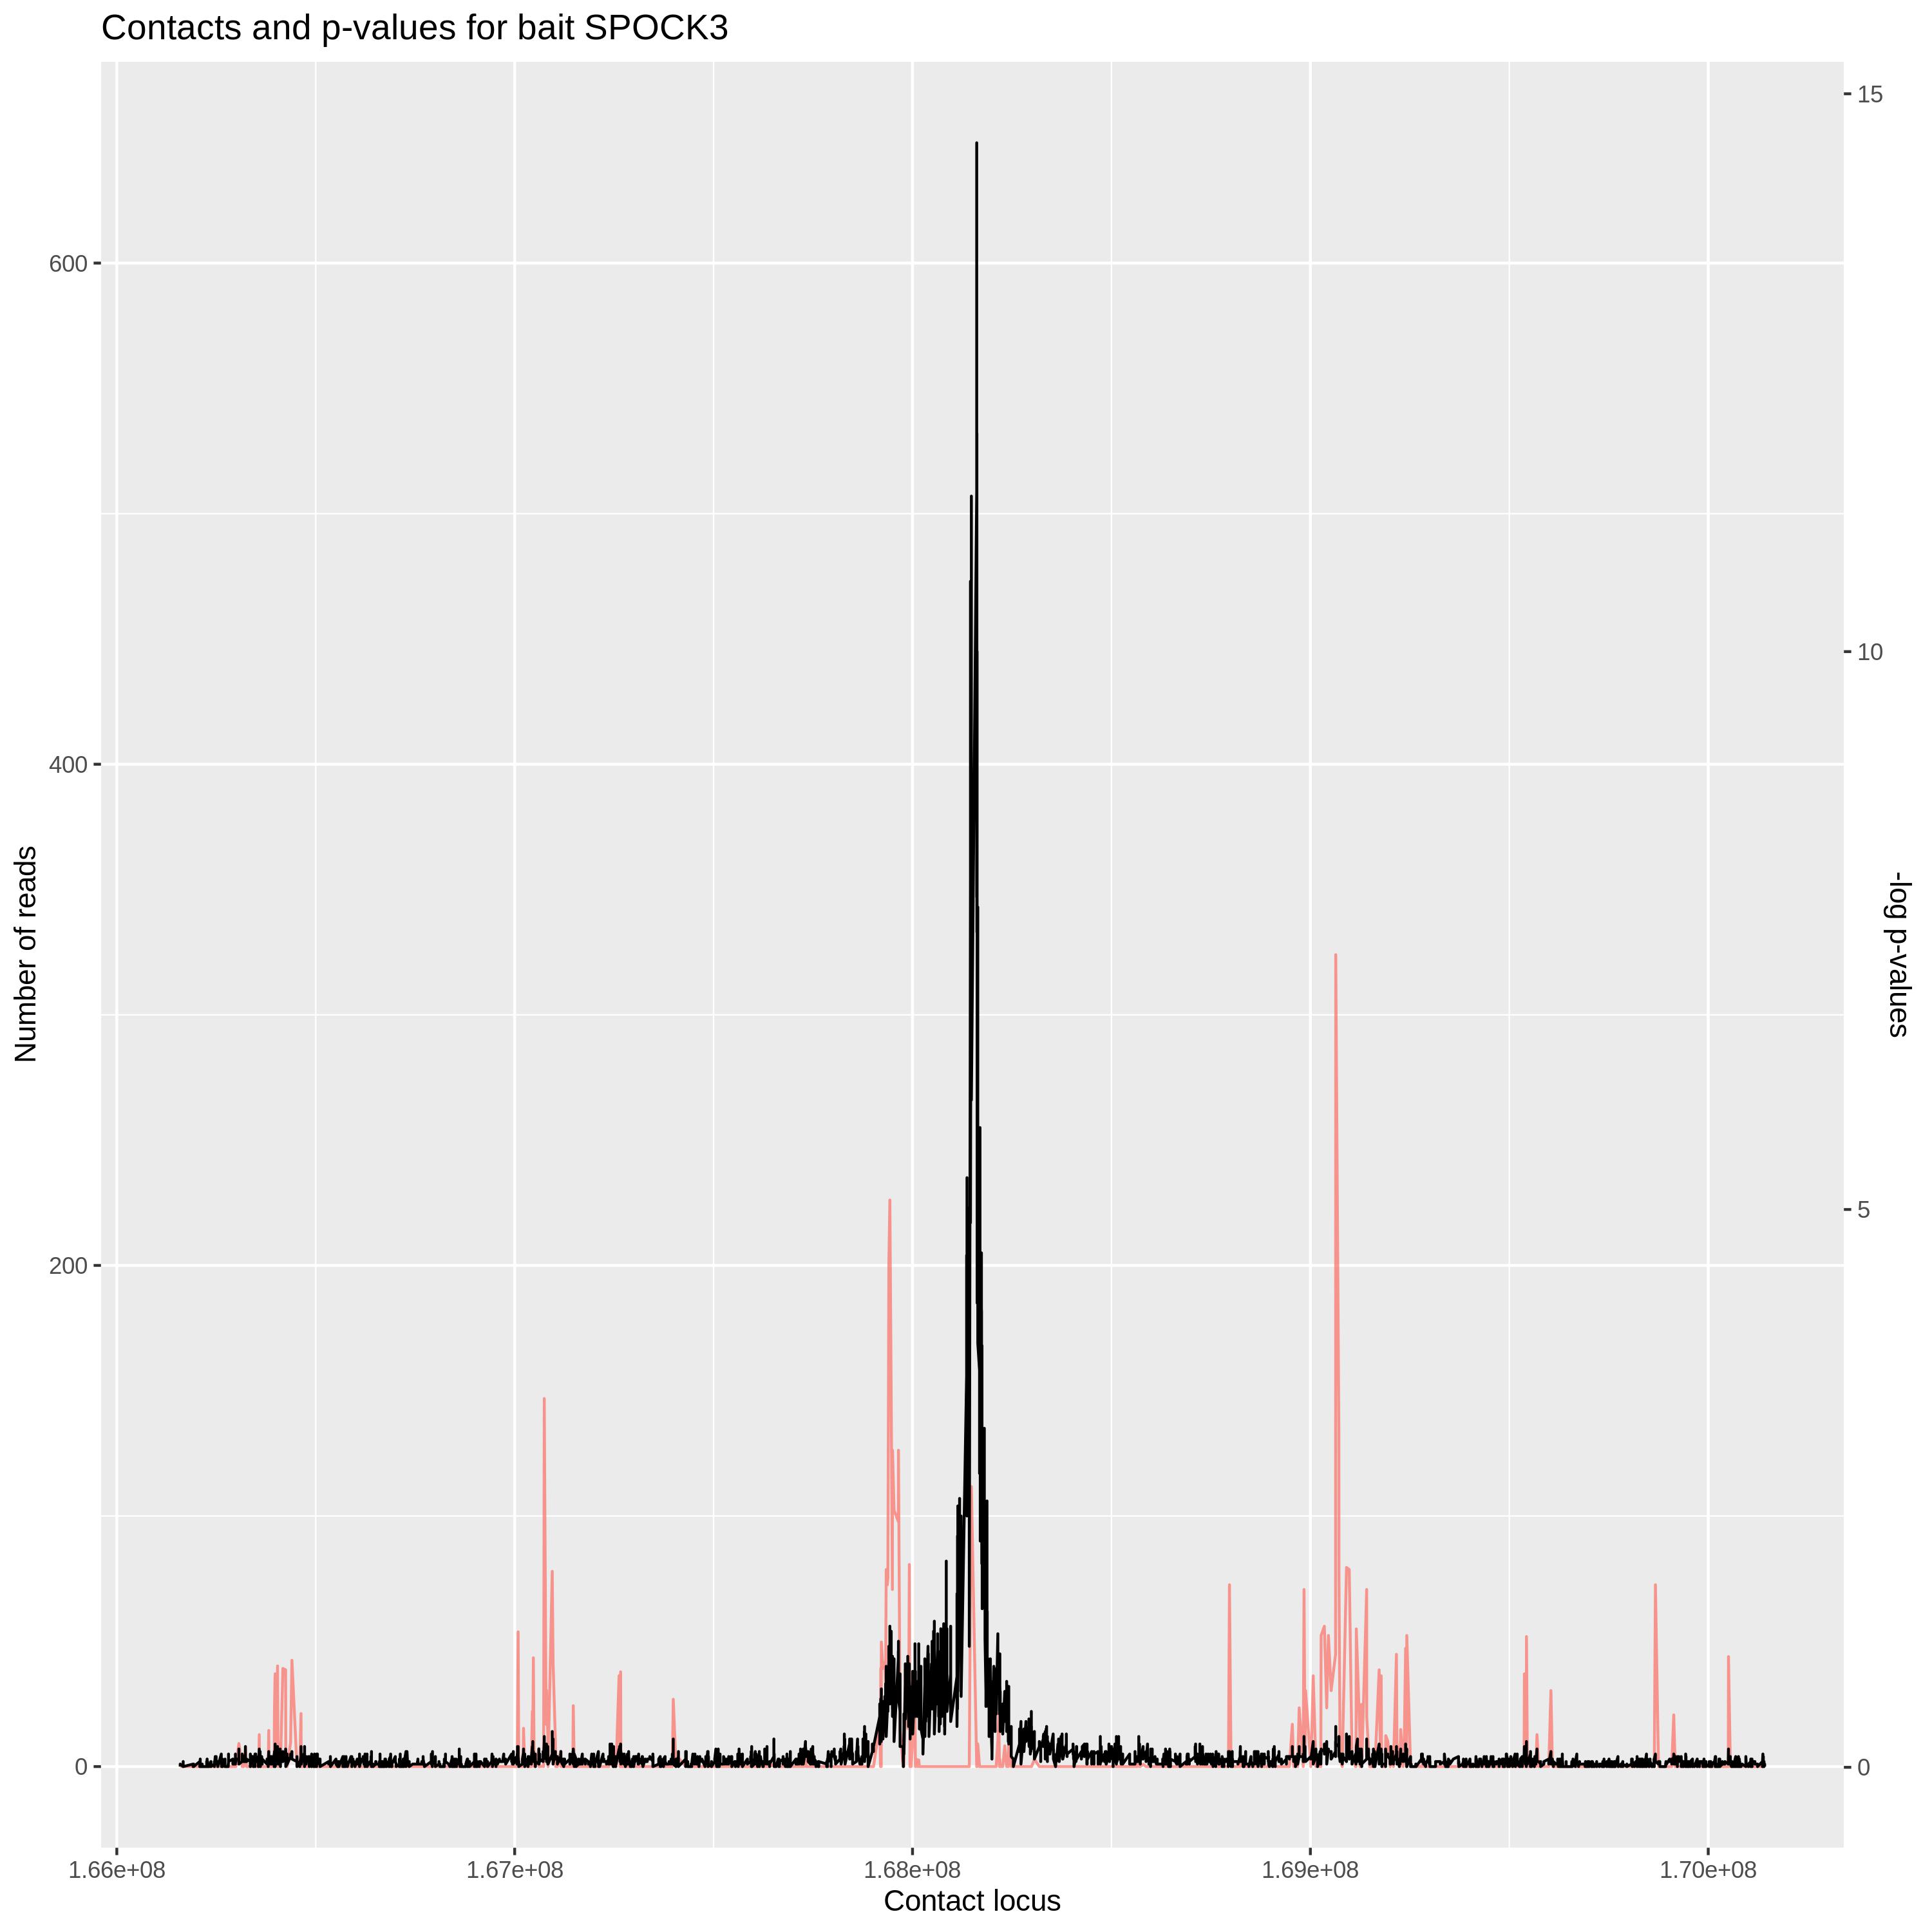 Contacts and p-values for bait SPOCK3
15
600
10
400
Number of reads
-log p-values
5
200
0
0
1.66e+08
1.67e+08
1.68e+08
1.69e+08
1.70e+08
Contact locus